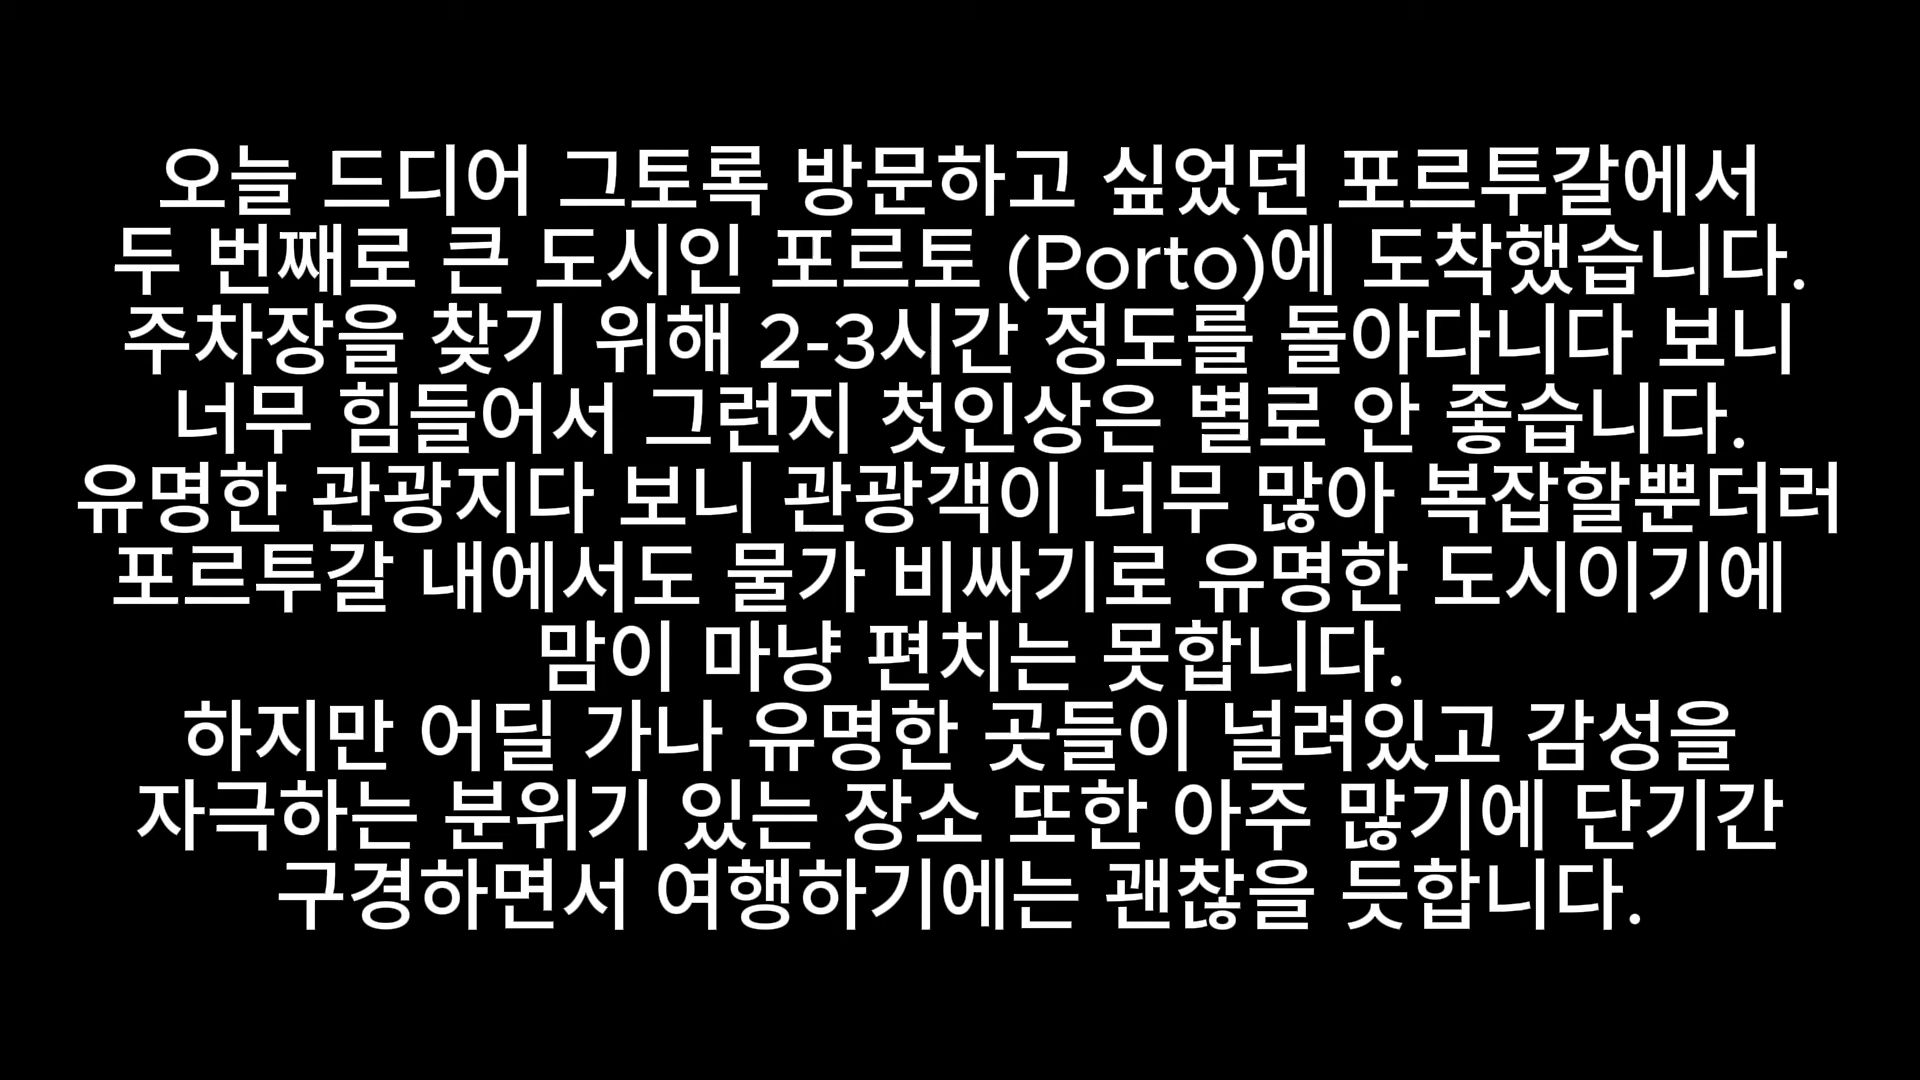 오늘 드디어 그토록 방문하고 싶었던 포르투갈에서
두 번째로 큰 도시인 포르토 (Porto)에 도착했습니다.
주차장을 찾기 위해 2-3시간 정도를 돌아다니다 보니
너무 힘들어서 그런지 첫인상은 별로 안 좋습니다.
유명한 관광지다 보니 관광객이 너무 많아 복잡할뿐더러
포르투갈 내에서도 물가 비싸기로 유명한 도시이기에
맘이 마냥 편치는 못합니다.
하지만 어딜 가나 유명한 곳들이 널려있고 감성을
자극하는 분위기 있는 장소 또한 아주 많기에 단기간
구경하면서 여행하기에는 괜찮을 듯합니다.